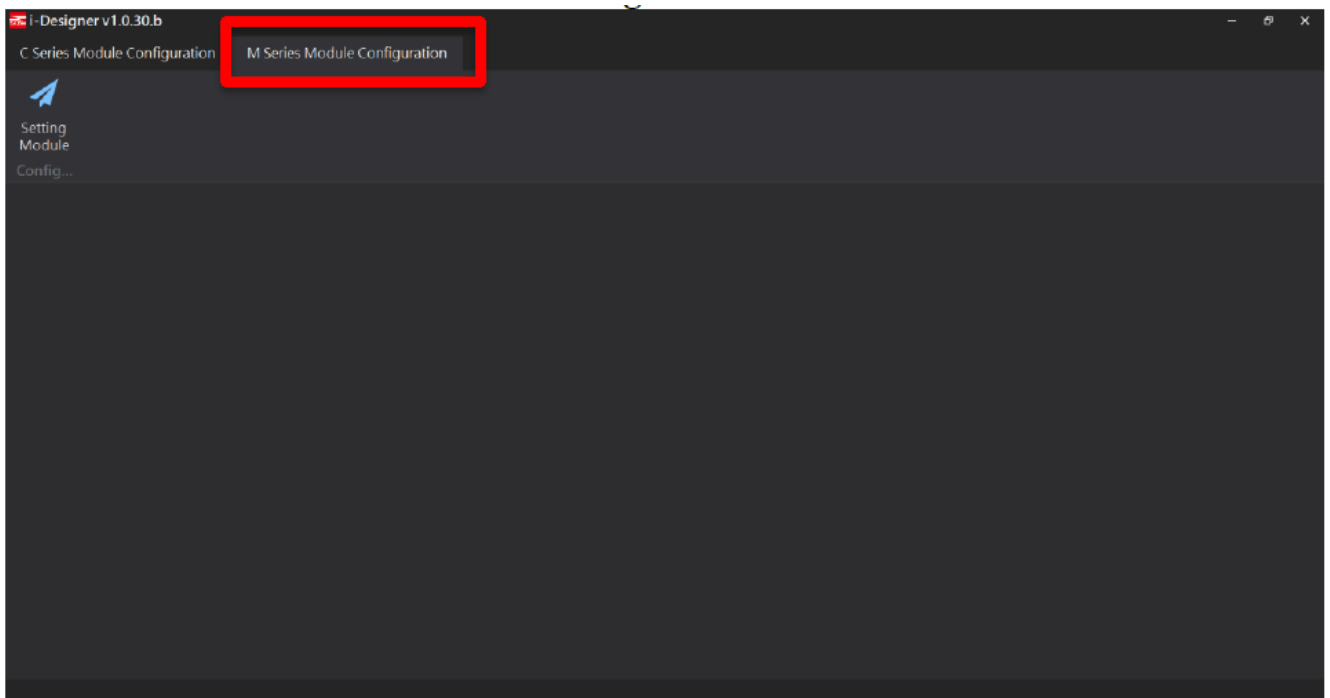 i-Designer v1.0.30.b
C Series Module Configuration
M Series Module Configuration
Setting
Module
Config...